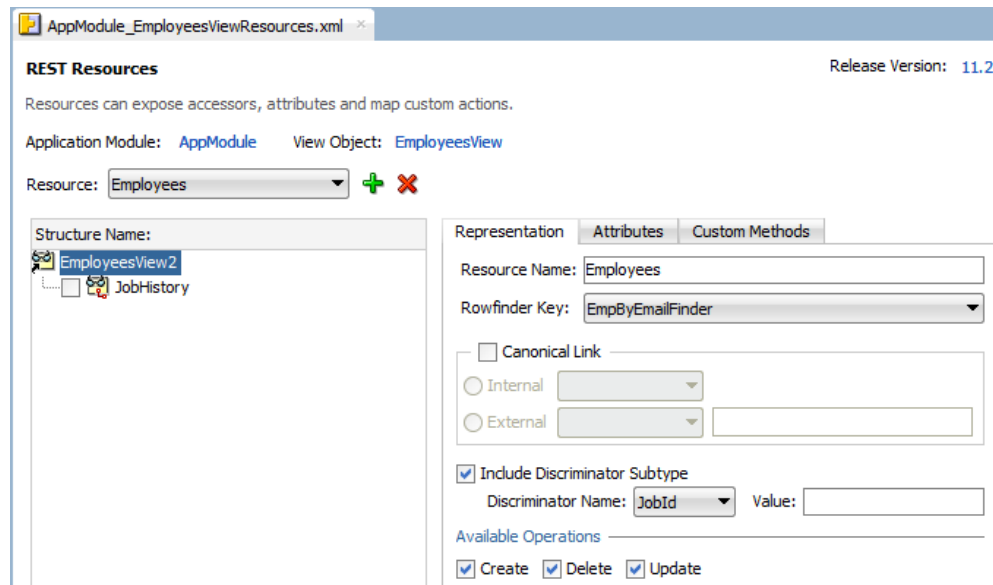 AppModule_EmployeesViewResources.xml
REST Resources
Release Version: 11.2
Resources can expose accessors, attributes and map custom actions.
Application Module: AppModule View Object: EmployeesView
Resource: Employees
Structure Name:
EmployeesView2
JobHistory
Representation Attributes Custom Methods
Resource Name: Employees
Rowfinder Key: EmpByEmailFinder
Canonical Link
Internal
External
Include Discriminator Subtype
Discriminator Name: JobId Value:
Available Operations
Create Delete Update